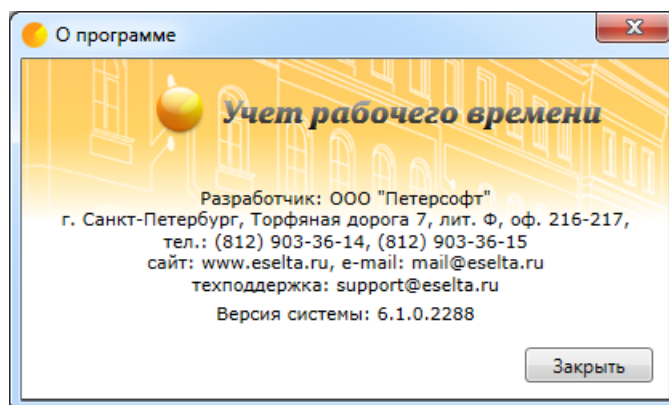 О программе
Учет рабочего времени
Разработчик: ООО "Петерсофт"
г. Санкт-Петербург, Торфяная дорога 7, лит. Ф, оф. 216-217,
тел.: (812) 903-36-14, (812) 903-36-15
сайт: www.eselta.ru, e-mail: mail@eselta.ru
техподдержка: support@eselta.ru
Версия системы: 6.1.0.2288
Закрыть